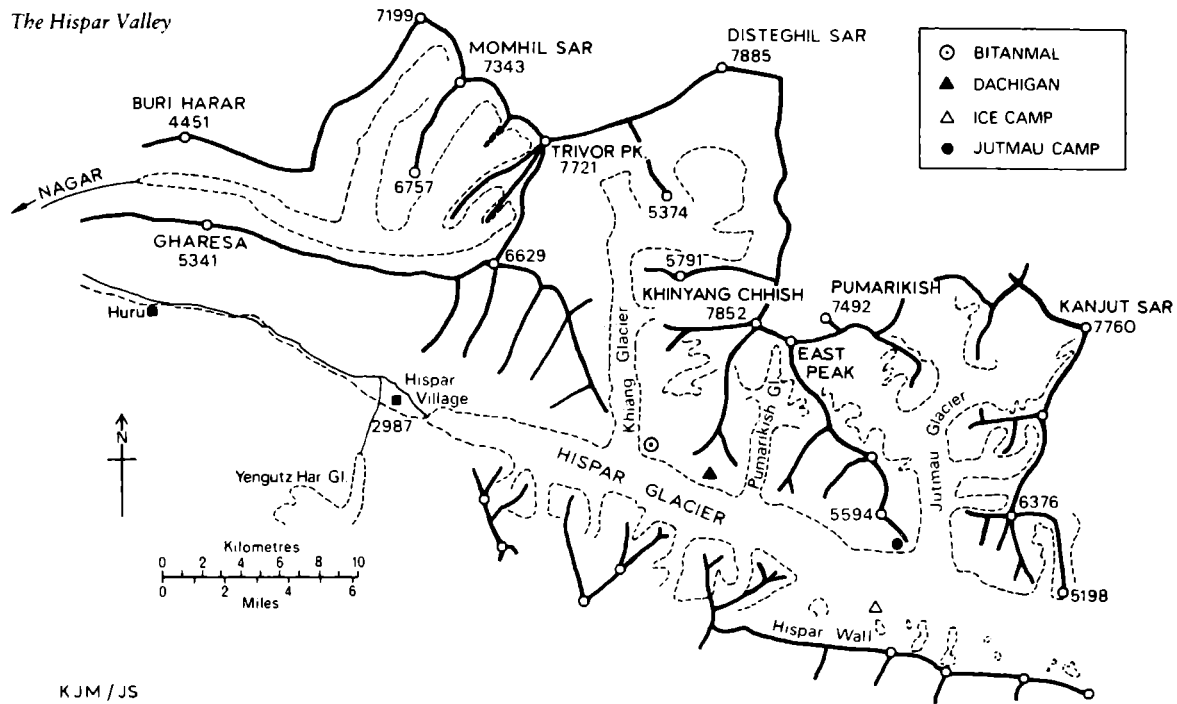 The Hispar Valley
7199
MOMHIL SAR
7343
DISTEGHIL SAR
7885
BITANMAL
DACHIGAN
ICE CAMP
JUTMAU CAMP
BURI HARAR
4451
TRIVOR PK.
7721
6757
5374
NAGAR
GHARESA
5341
6629
5791
KHINYANG CHHISH
7852
PUMARIKISH
7492
KANJUT SAR
7760
EAST
PEAK
Huru
Khiang Glacier
Pumarikish Gl.
Jutmau Glacier
Hispar
Village
2987
N
HISPAR GLACIER
Yengutz Har Gl.
5594
6376
5198
Kilometres
0 2 4 6 8 10
0 2 4 6
Miles
Hispar Wall
KJM/JS